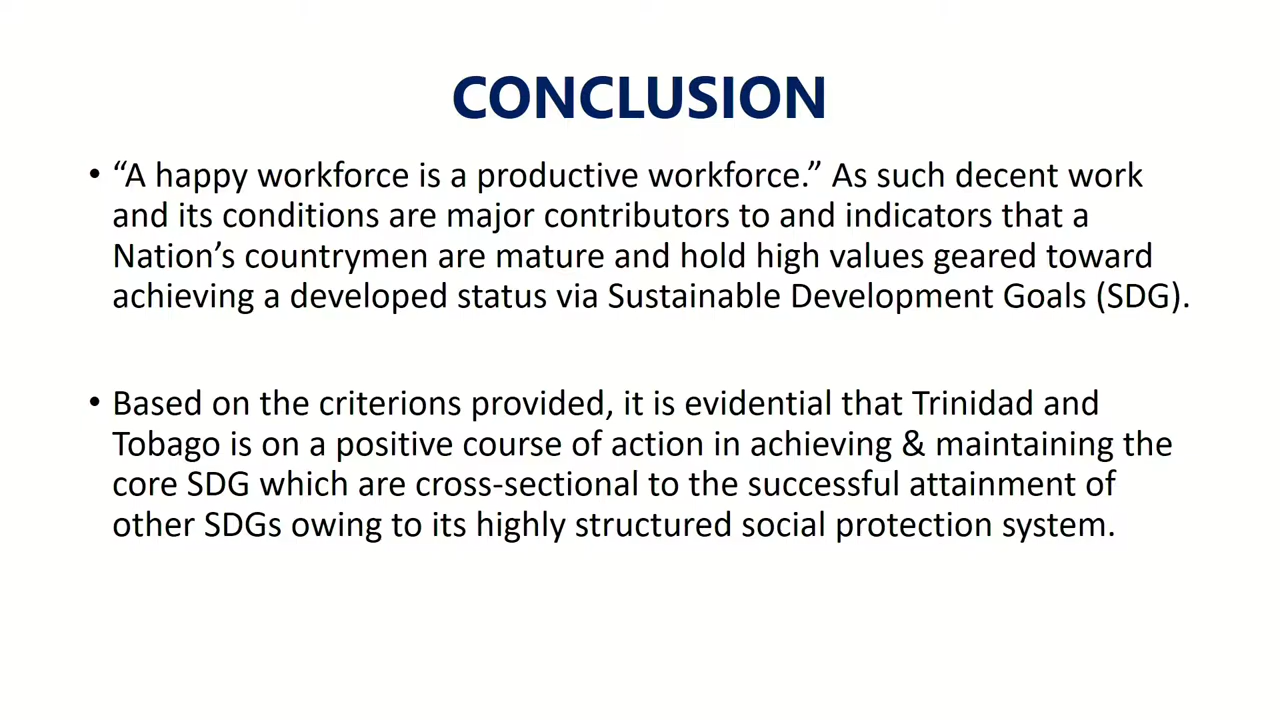 CONCLUSION
• “A happy workforce is a productive workforce.” As such decent work
and its conditions are major contributors to and indicators that a
Nation’s countrymen are mature and hold high values geared toward
achieving a developed status via Sustainable Development Goals (SDG).
• Based on the criterions provided, it is evidential that Trinidad and
Tobago is on a positive course of action in achieving & maintaining the
core SDG which are cross-sectional to the successful attainment of
other SDGs owing to its highly structured social protection system.